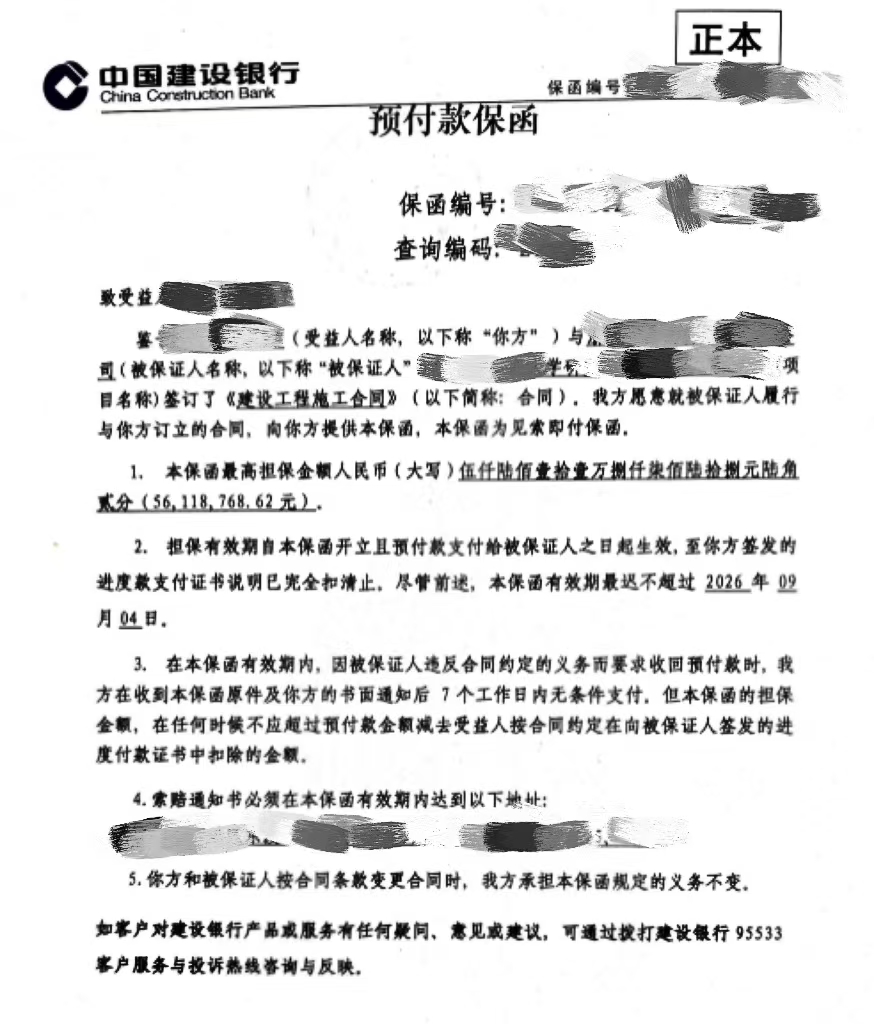 正本
中国建设银行
China Construction Bank
保函编号
预付款保函
保函编号:
查询编码:
致受益
鉴（受益人名称，以下称“你方”）与
司(被保证人名称，以下称“被保证人”项
目名称)签订了《建设工程施工合同》（以下简称：合同），我方愿意就被保证人履行
与你方订立的合同，向你方提供本保函，本保函为见索即付保函。
1. 本保函最高担保金额人民币（大写）伍仟陆佰壹拾壹万捌仟柒佰陆拾捌元陆角
贰分（56,118,768.62 元）。
2. 担保有效期自本保函开立且预付款支付给被保证人之日起生效,至你方签发的
进度款支付证书说明已完全扣清止。尽管前述，本保函有效期最迟不超过 2026 年 09
月 04 日。
3. 在本保函有效期内，因被保证人违反合同约定的义务而要求收回预付款时，我
方在收到本保函原件及你方的书面通知后 7 个工作日内无条件支付。但本保函的担保
金额，在任何时候不应超过预付款金额减去受益人按合同约定在向被保证人签发的进
度付款证书中扣除的金额。
4.索赔通知书必须在本保函有效期内达到以下地址:
5.你方和被保证人按合同条款变更合同时，我方承担本保函规定的义务不变。
如客户对建设银行产品或服务有任何疑问、意见或建议，可通过拨打建设银行 95533
客户服务与投诉热线咨询与反映。